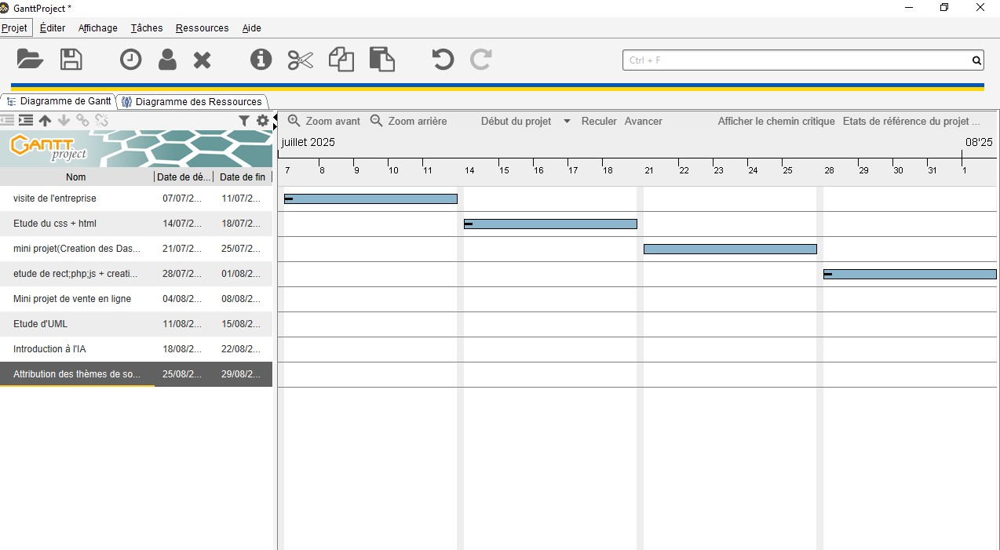 GanttProject *
Projet Éditer Affichage Tâches Ressources Aide
Ctrl + F
Diagramme de Gantt Diagramme des Ressources
Zoom avant Zoom arrière Début du projet Reculer Avancer Afficher le chemin critique Etats de référence du projet ...
GANTT project
juillet 2025 08'25
7 8 9 10 11 14 15 16 17 18 21 22 23 24 25 28 29 30 31 1
Nom Date de dé... Date de fin
visite de l'entreprise 07/07/2... 11/07/2...
Etude du css + html 14/07/2... 18/07/2...
mini projet(Creation des Das... 21/07/2... 25/07/2...
etude de rect;php;js + creati... 28/07/2... 01/08/2...
Mini projet de vente en ligne 04/08/2... 08/08/2...
Etude d'UML 11/08/2... 15/08/2...
Introduction à l'IA 18/08/2... 22/08/2...
Attribution des thèmes de so... 25/08/2... 29/08/2...